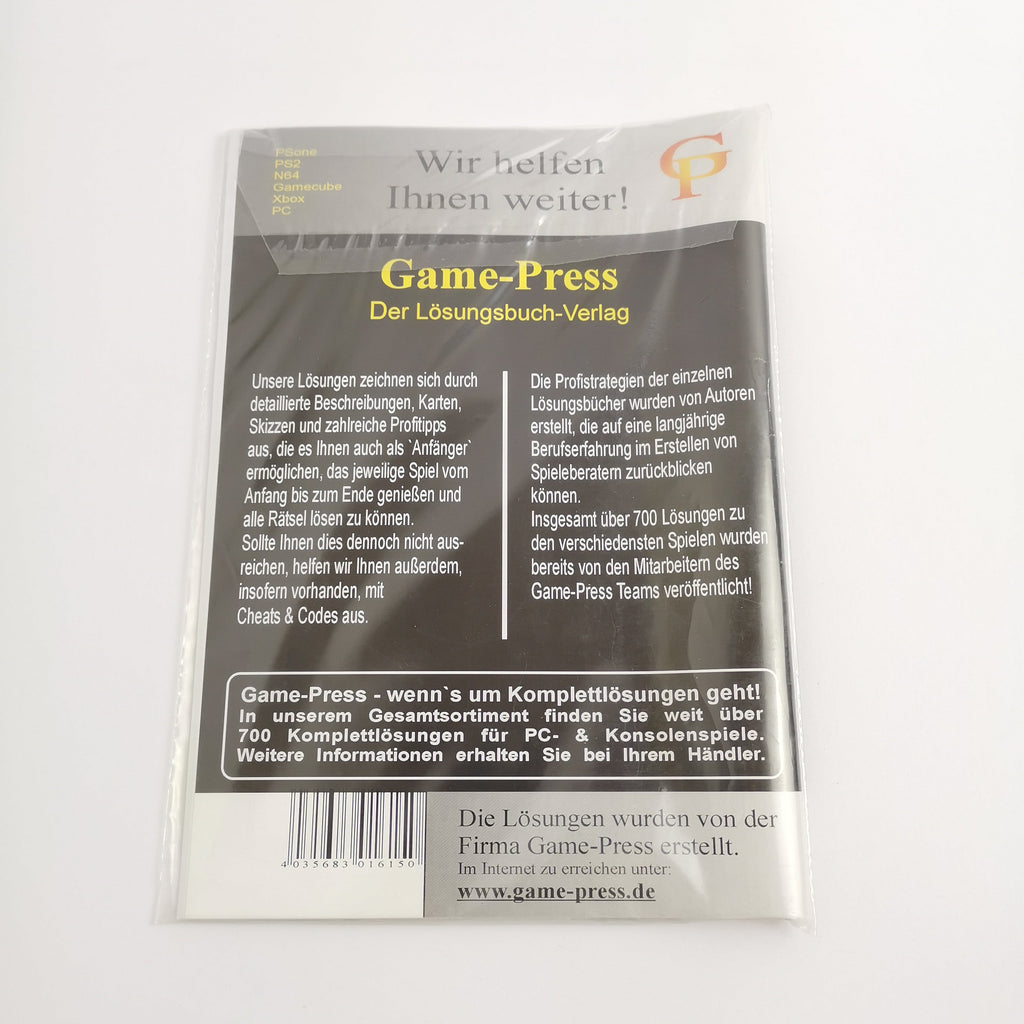 PSone
PS2
N64
Gamecube
Xbox
PC
Wir helfen
Ihnen weiter!
GP
Game-Press
Der Lösungsbuch-Verlag
Unsere Lösungen zeichnen sich durch
detaillierte Beschreibungen, Karten,
Skizzen und zahlreiche Profitipps
aus, die es Ihnen auch als `Anfänger`
ermöglichen, das jeweilige Spiel vom
Anfang bis zum Ende genießen und
alle Rätsel lösen zu können.
Sollte Ihnen dies dennoch nicht aus-
reichen, helfen wir Ihnen außerdem,
insofern vorhanden, mit
Cheats & Codes aus.
Die Profistrategien der einzelnen
Lösungsbücher wurden von Autoren
erstellt, die auf eine langjährige
Berufserfahrung im Erstellen von
Spieleberatern zurückblicken
können.
Insgesamt über 700 Lösungen zu
den verschiedensten Spielen wurden
bereits von den Mitarbeitern des
Game-Press Teams veröffentlicht!
Game-Press - wenn`s um Komplettlösungen geht!
In unserem Gesamtsortiment finden Sie weit über
700 Komplettlösungen für PC- & Konsolenspiele.
Weitere Informationen erhalten Sie bei Ihrem Händler.
4 035683 016150
Die Lösungen wurden von der
Firma Game-Press erstellt.
Im Internet zu erreichen unter:
www.game-press.de